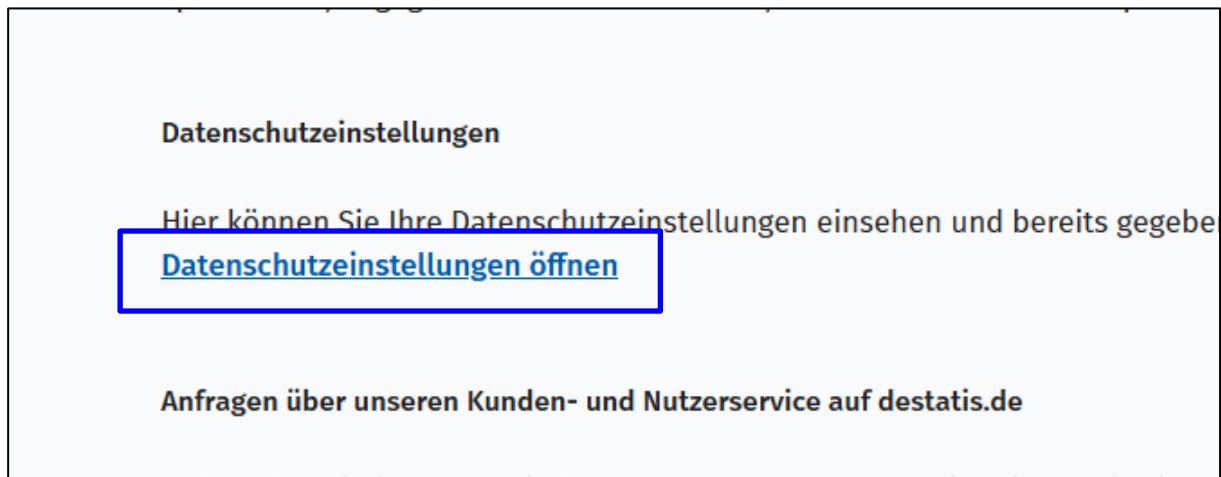 Datenschutzeinstellungen
Hier können Sie Ihre Datenschutzeinstellungen einsehen und bereits
Datenschutzeinstellungen öffnen
Anfragen über unseren Kunden- und Nutzerservice auf destatis.de